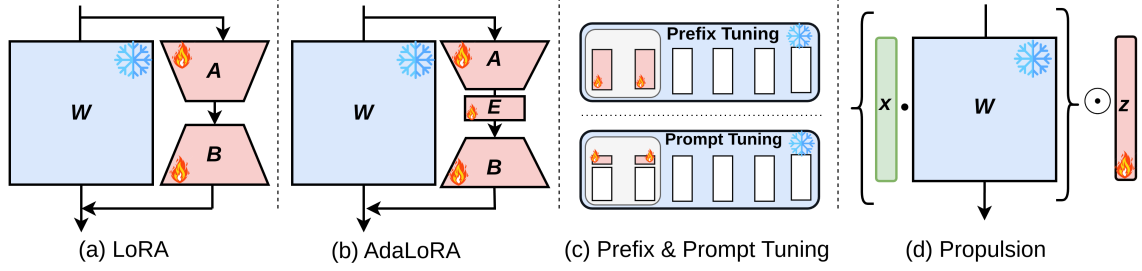 W
A
B
(a) LoRA
W
A
E
B
(b) AdaLoRA
Prefix Tuning
Prompt Tuning
(c) Prefix & Prompt Tuning
{ x • W } ⊙ z
(d) Propulsion